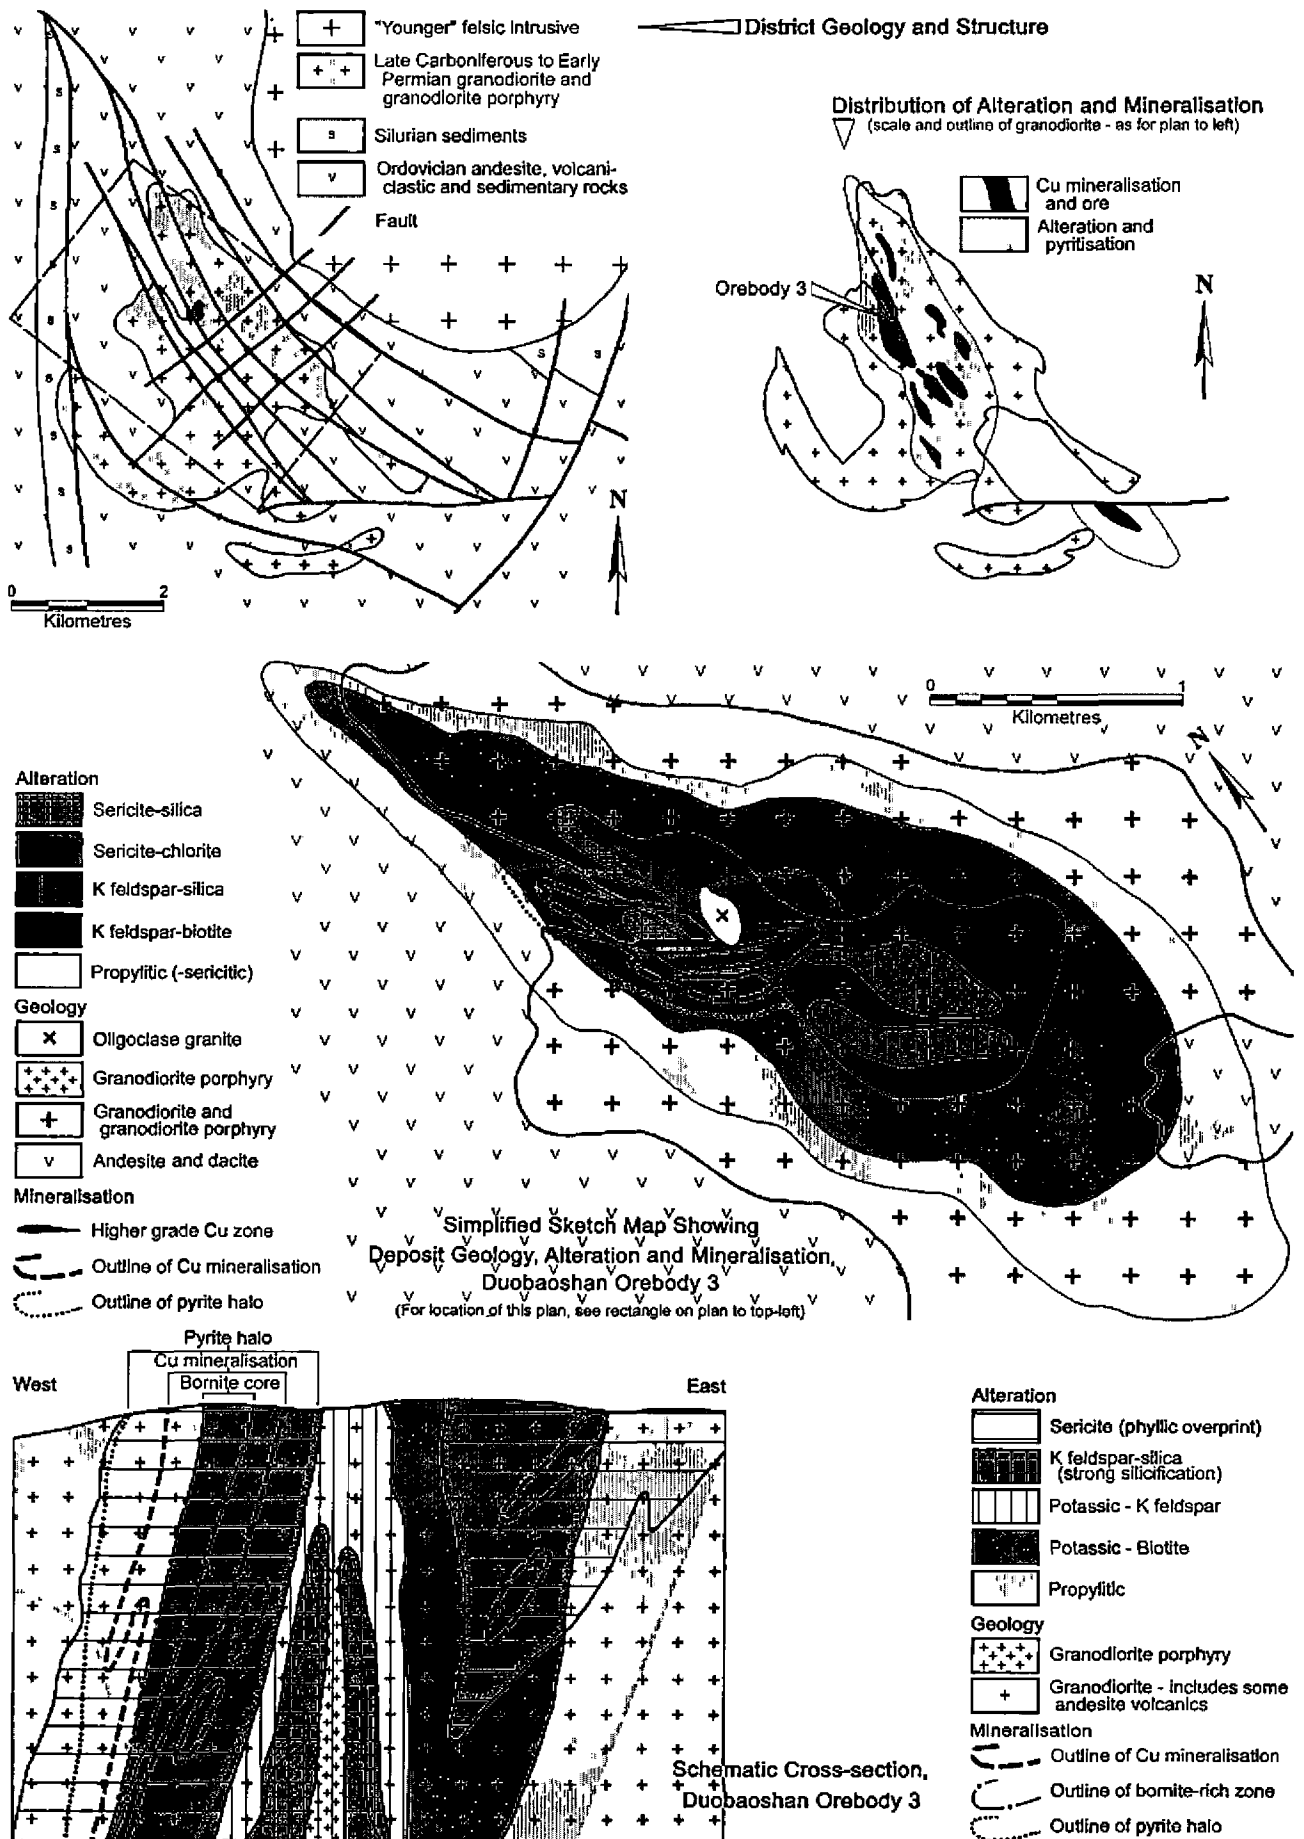 "Younger" felsic intrusive
Late Carboniferous to Early
Permian granodiorite and
granodiorite porphyry
s
Silurian sediments
v
Ordovician andesite, volcani-
clastic and sedimentary rocks
Fault
N
0 2
Kilometres
District Geology and Structure
Distribution of Alteration and Mineralisation
(scale and outline of granodiorite - as for plan to left)
Cu mineralisation
and ore
Alteration and
pyritisation
Orebody 3
N
0 1
Kilometres
N
Alteration
Sericite-silica
Sericite-chlorite
K feldspar-silica
K feldspar-biotite
Propylitic (-sericitic)
Geology
Oligoclase granite
Granodiorite porphyry
Granodiorite and
granodiorite porphyry
v
Andesite and dacite
Mineralisation
Higher grade Cu zone
Outline of Cu mineralisation
Outline of pyrite halo
Simplified Sketch Map Showing
Deposit Geology, Alteration and Mineralisation,
Duobaoshan Orebody 3
(For location of this plan, see rectangle on plan to top-left)
Pyrite halo
Cu mineralisation
Bornite core
West
East
Schematic Cross-section,
Duobaoshan Orebody 3
Alteration
Sericite (phyllic overprint)
K feldspar-silica
(strong silicification)
Potassic - K feldspar
Potassic - Biotite
Propylitic
Geology
Granodiorite porphyry
Granodiorite - includes some
andesite volcanics
Mineralisation
Outline of Cu mineralisation
Outline of bornite-rich zone
Outline of pyrite halo